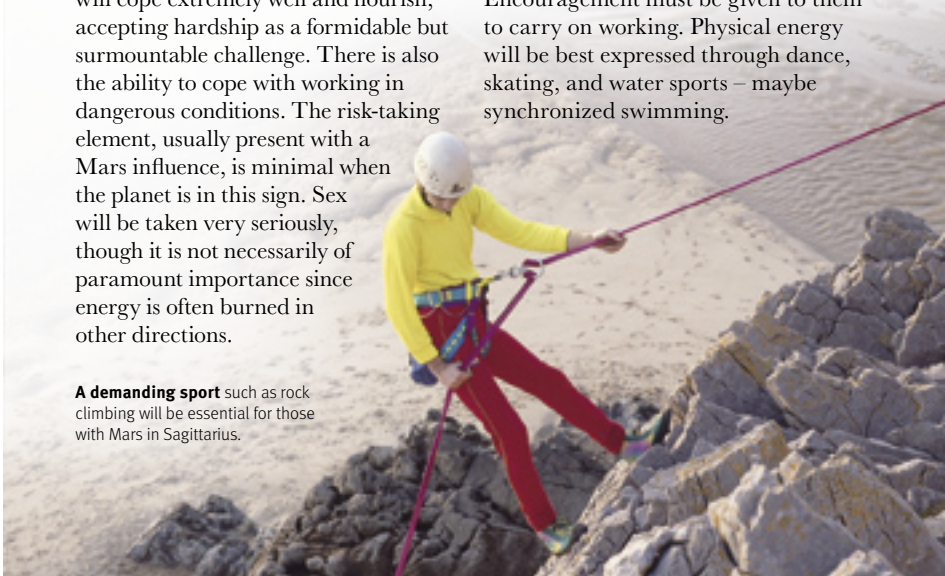 will cope extremely well and flourish,
accepting hardship as a formidable but
surmountable challenge. There is also
the ability to cope with working in
dangerous conditions. The risk-taking
element, usually present with a
Mars influence, is minimal when
the planet is in this sign. Sex
will be taken very seriously,
though it is not necessarily of
paramount importance since
energy is often burned in
other directions.
A demanding sport such as rock
climbing will be essential for those
with Mars in Sagittarius.
Encouragement must be given to them
to carry on working. Physical energy
will be best expressed through dance,
skating, and water sports – maybe
synchronized swimming.